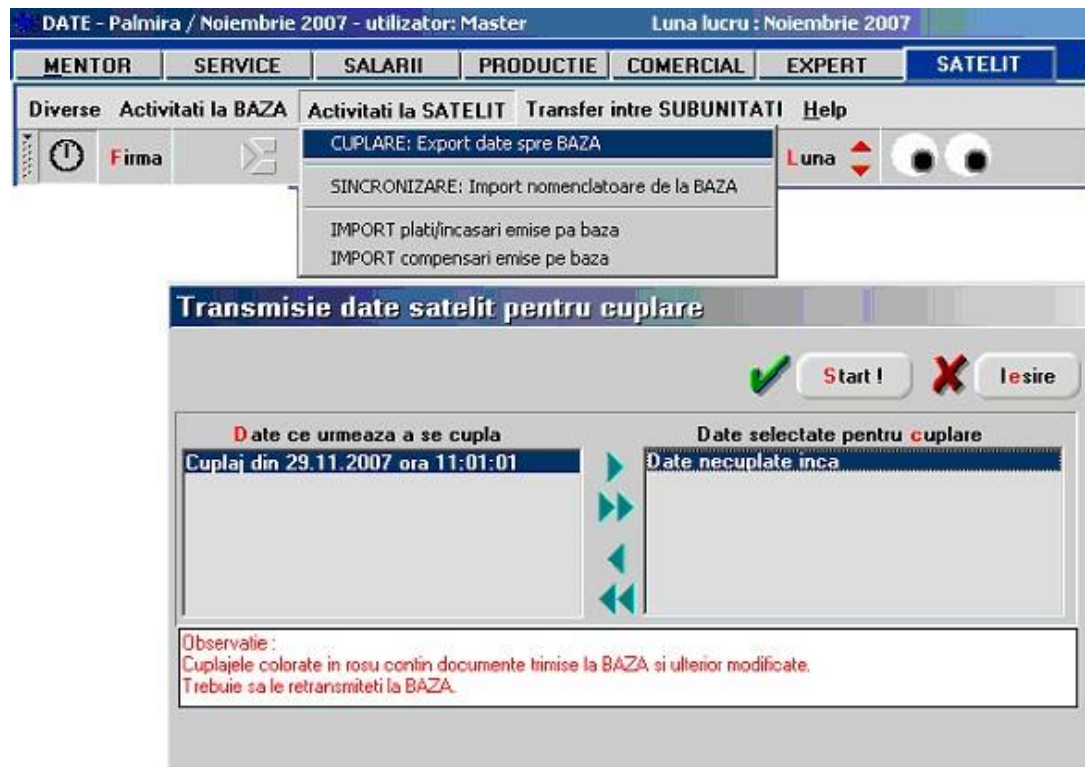 DATE - Palmira / Noiembrie 2007 - utilizator: Master Luna lucru : Noiembrie 2007
MENTOR SERVICE SALARII PRODUCTIE COMERCIAL EXPERT SATELIT
Diverse Activitati la BAZA Activitati la SATELIT Transfer intre SUBUNITATI Help
Firma Luna
CUPLARE: Export date spre BAZA
SINCRONIZARE: Import nomenclatoare de la BAZA
IMPORT plati/incasari emise pa baza
IMPORT compensari emise pe baza
Transmisie date satelit pentru cuplare
Start ! Iesire
Date ce urmeaza a se cupla Date selectate pentru cuplare
Cuplaj din 29.11.2007 ora 11:01:01 Date necuplate inca
Observatie :
Cuplajele colorate in rosu contin documente trimise la BAZA si ulterior modificate.
Trebuie sa le retransmiteti la BAZA.